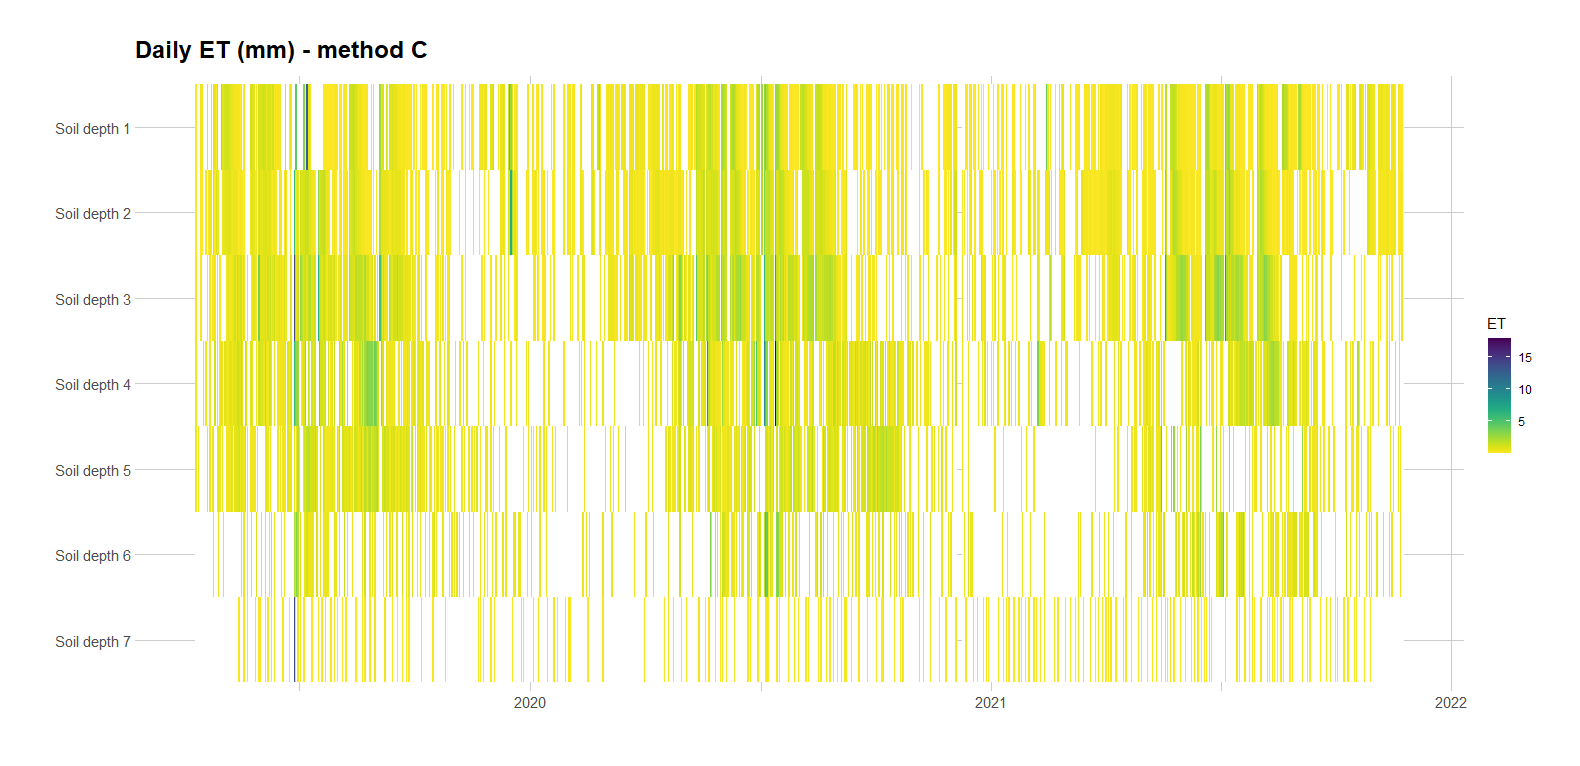 Daily ET (mm) - method C
Soil depth 1
Soil depth 2
Soil depth 3
Soil depth 4
Soil depth 5
Soil depth 6
Soil depth 7
2020
2021
2022
ET
15
10
5